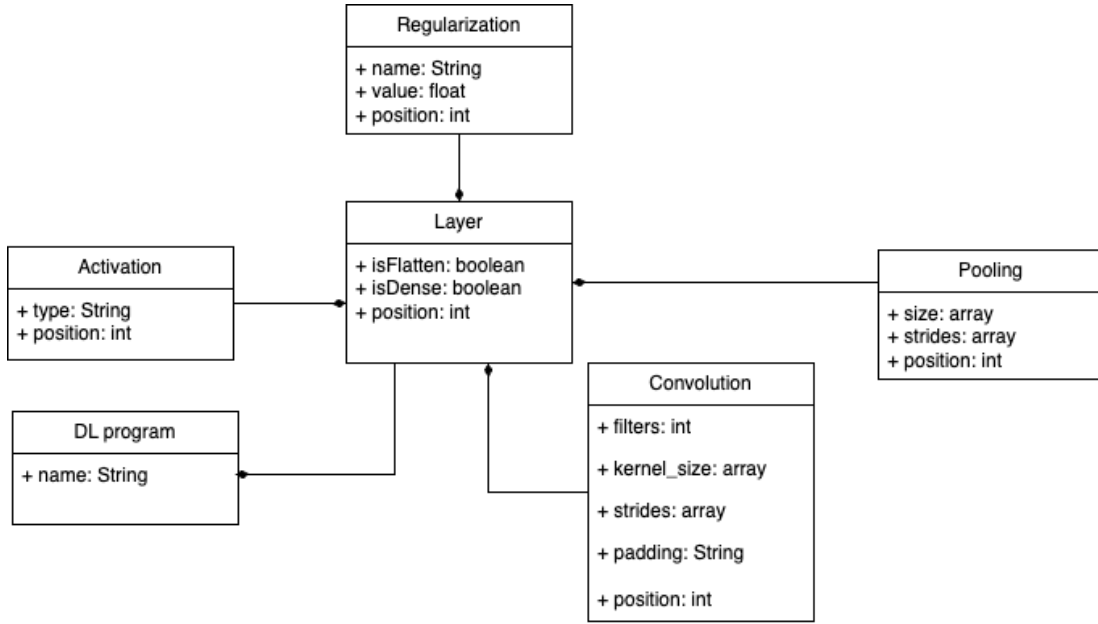 Regularization
+ name: String
+ value: float
+ position: int
Layer
+ isFlatten: boolean
+ isDense: boolean
+ position: int
Activation
+ type: String
+ position: int
Pooling
+ size: array
+ strides: array
+ position: int
DL program
+ name: String
Convolution
+ filters: int
+ kernel_size: array
+ strides: array
+ padding: String
+ position: int